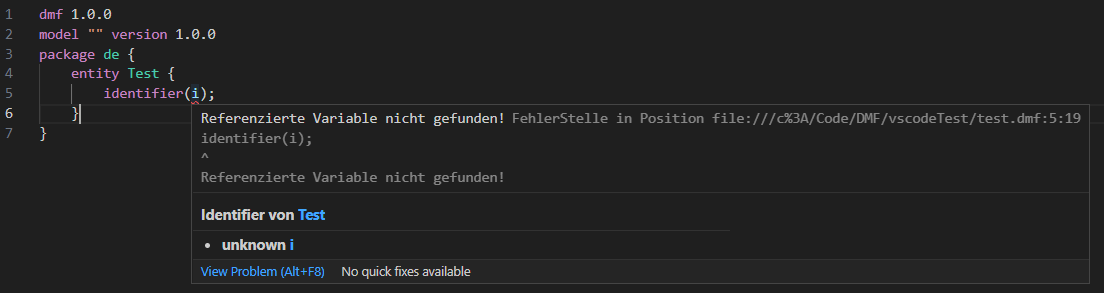 1 dmf 1.0.0
2 model "" version 1.0.0
3 package de {
4 entity Test {
5 identifier(i);
6 }
7 }
Referenzierte Variable nicht gefunden! FehlerStelle in Position file:///c%3A/Code/DMF/vscodeTest/test.dmf:5:19
identifier(i);
^
Referenzierte Variable nicht gefunden!
Identifier von Test
• unknown i
View Problem (Alt+F8) No quick fixes available